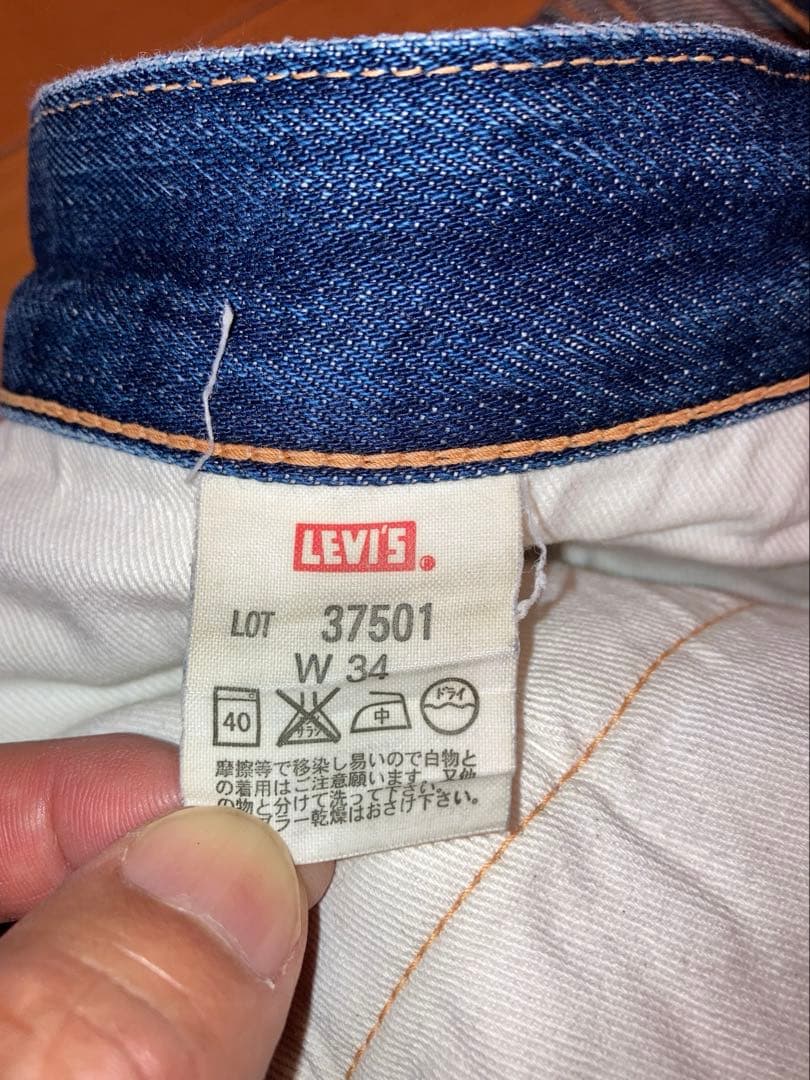 LEVI'S®
LOT 37501
W 34
40 サラシ 中 ドライ
摩擦等で移染し易いので白物と
の着用はご注意願います。又他
の物と分けて洗って下さい。
ラー乾燥はおさけ下さい。